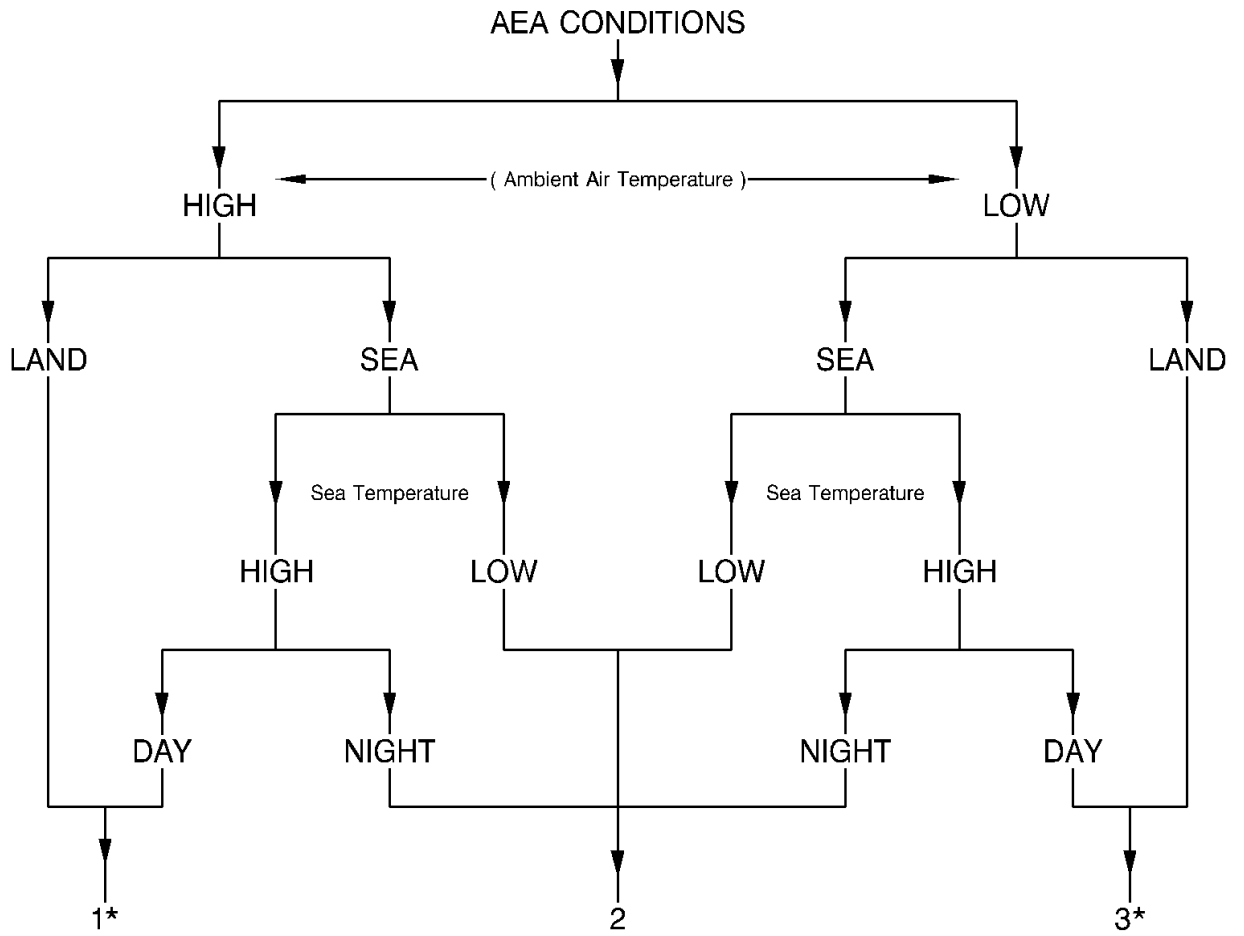 AEA CONDITIONS
( Ambient Air Temperature )
HIGH
LOW
LAND
SEA
SEA
LAND
Sea Temperature
Sea Temperature
HIGH
LOW
LOW
HIGH
DAY
NIGHT
NIGHT
DAY
1*
2
3*